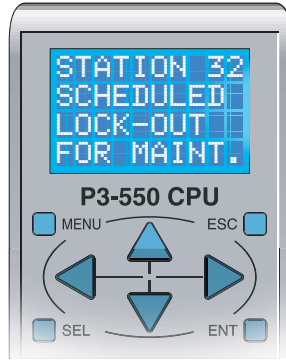 STATION 32
SCHEDULED
LOCK-OUT
FOR MAINT.
P3-550 CPU
MENU ESC
SEL ENT